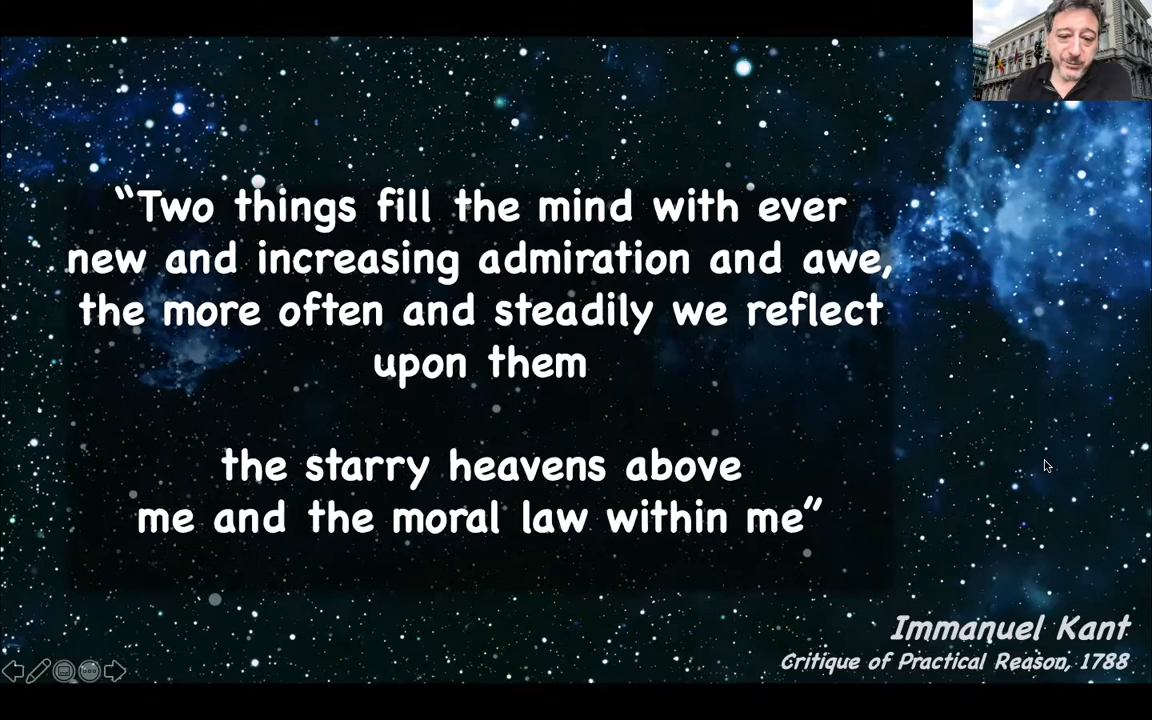 “Two things fill the mind with ever
new and increasing admiration and awe,
the more often and steadily we reflect
upon them
the starry heavens above
me and the moral law within me”
Immanuel Kant
Critique of Practical Reason, 1788